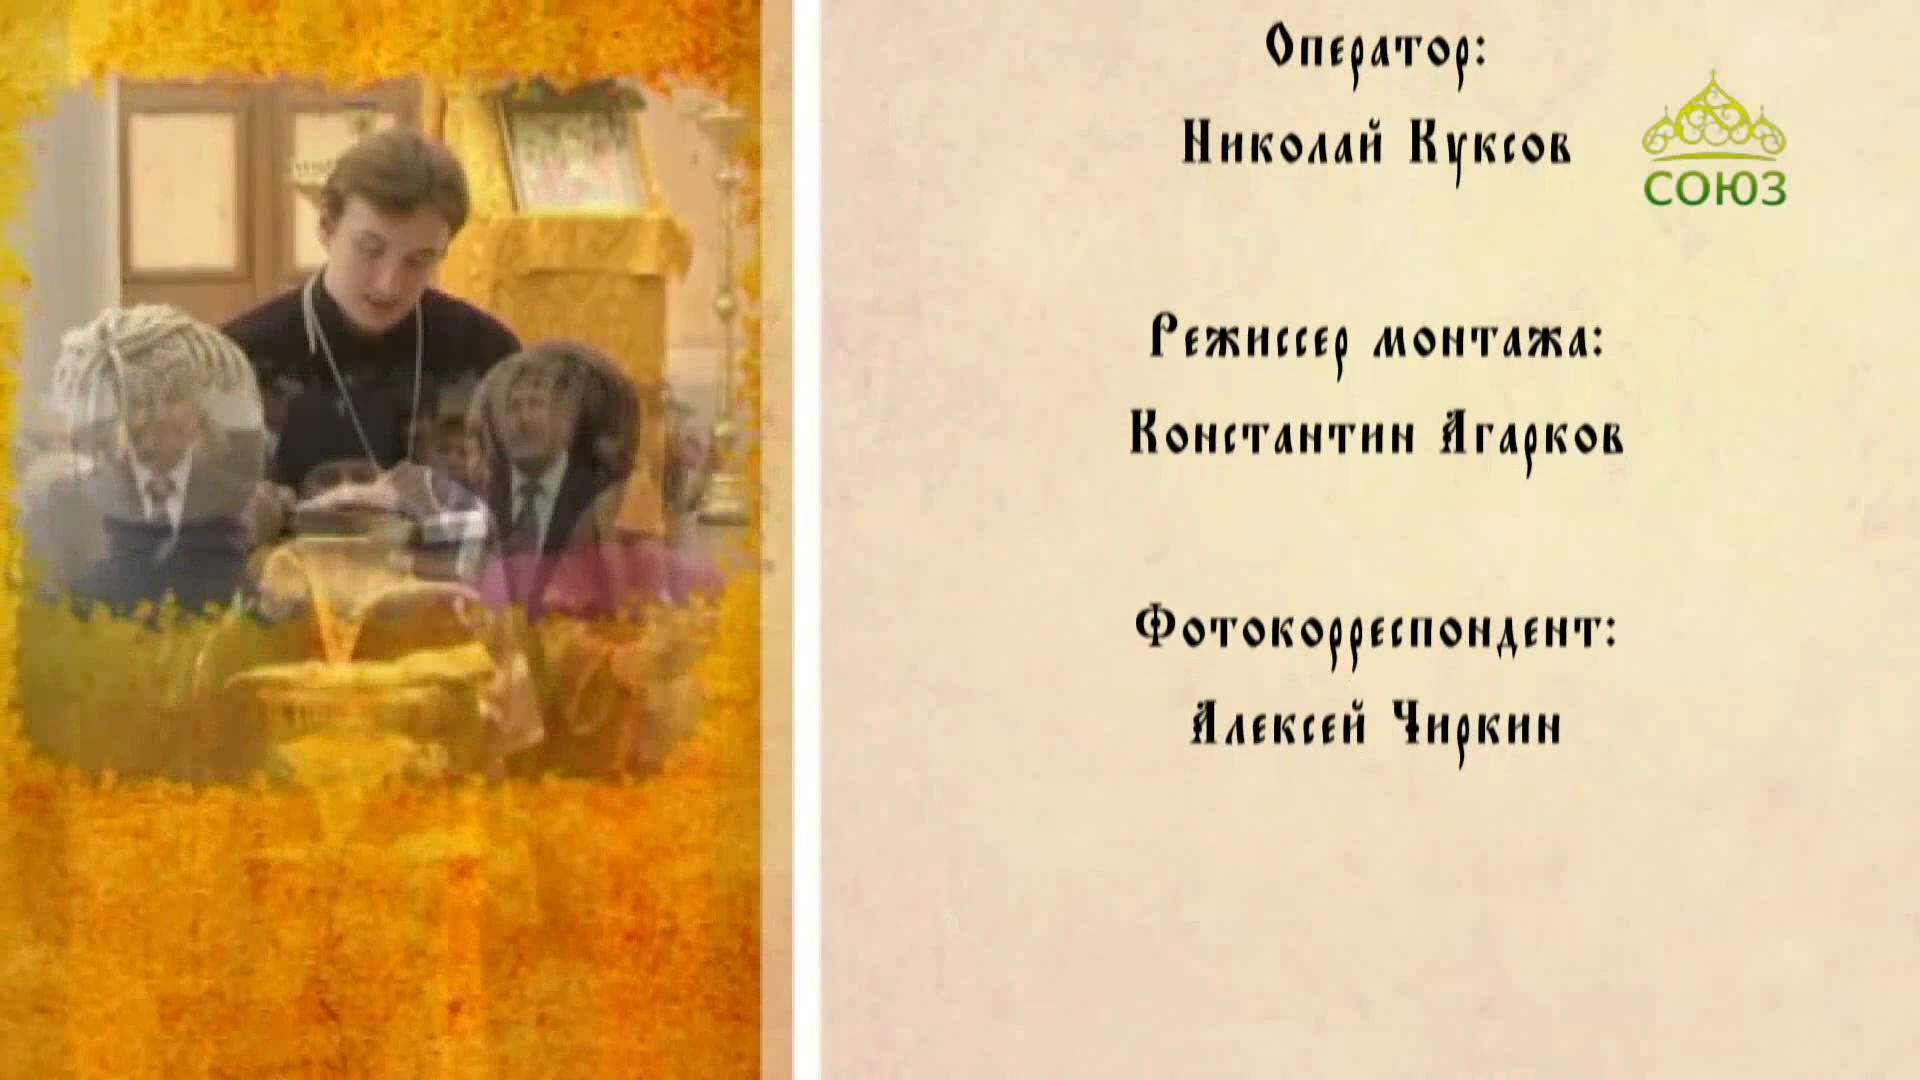 Оператор:
Николай Куксов
СОЮЗ
Режиссер монтажа:
Константин Агарков
Фотокорреспондент:
Алексей Чиркин